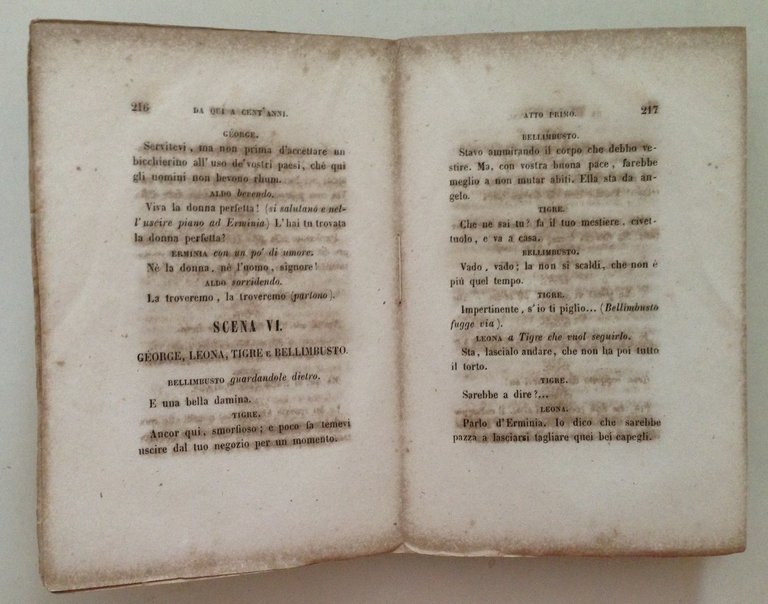 216
DA QUI A CENT'ANNI.
GEORGE.
Servitevi, ma non prima d'accettare un
bicchierino all'uso de'vostri paesi, chè qui
gli uomini non bevono rhum.
ALDO bevendo.
Viva la donna perfetta! (si salutano e nel-
l'uscire piano ad Erminia) L'hai tu trovata
la donna perfetta?
ERMINIA con un po' di umore.
Nè la donna, nè l'uomo, signore!
ALDO sorridendo.
La troveremo, la troveremo (partono).
SCENA VI.
GEORGE, LEONA, TIGRE e BELLIMBUSTO.
BELLIMBUSTO guardandole dietro.
E una bella damina.
TIGRE.
Ancor qui, smorfioso; e poco fa temevi
uscire dal tuo negozio per un momento.
ATTO PRIMO.
217
BELLIMBUSTO.
Stavo ammirando il corpo che debbo ve-
stire. Ma, con vostra buona pace, farebbe
meglio a non mutar abiti. Ella sta da an-
gelo.
TIGRE.
Che ne sai tu? fa il tuo mestiere, civet-
tuolo, e va a casa.
BELLIMBUSTO.
Vado, vado; la non si scaldi, che non è
più quel tempo.
TIGRE.
Impertinente, s'io ti piglio... (Bellimbusto
fugge via).
LEONA a Tigre che vuol seguirlo.
Sta, lascialo andare, che non ha poi tutto
il torto.
TIGRE.
Sarebbe a dire?...
LEONA.
Parlo d'Erminia. Io dico che sarebbe
pazza a lasciarsi tagliare quei bei capegli.